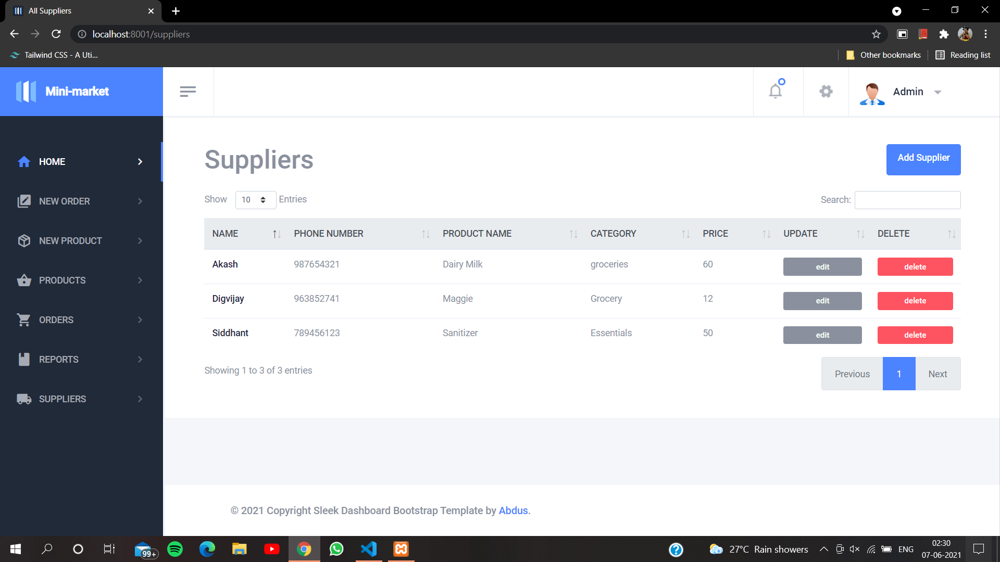 All Suppliers
localhost:8001/suppliers
Tailwind CSS - A Uti...
Other bookmarks
Reading list
Mini-market
Admin
HOME
NEW ORDER
NEW PRODUCT
PRODUCTS
ORDERS
REPORTS
SUPPLIERS
Suppliers
Add Supplier
Show 10 Entries
Search:
NAME PHONE NUMBER PRODUCT NAME CATEGORY PRICE UPDATE DELETE
Akash 987654321 Dairy Milk groceries 60 edit delete
Digvijay 963852741 Maggie Grocery 12 edit delete
Siddhant 789456123 Sanitizer Essentials 50 edit delete
Showing 1 to 3 of 3 entries
Previous 1 Next
© 2021 Copyright Sleek Dashboard Bootstrap Template by Abdus.
99+
27°C Rain showers
ENG
02:30
07-06-2021